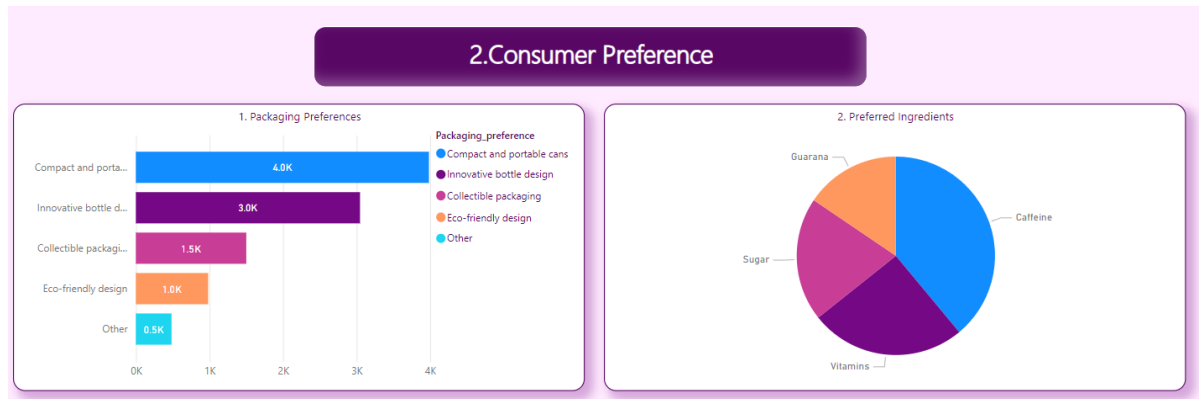 2.Consumer Preference
1. Packaging Preferences
Compact and porta...
Innovative bottle d...
Collectible packagi...
Eco-friendly design
Other
4.0K
3.0K
1.5K
1.0K
0.5K
0K 1K 2K 3K 4K
Packaging_preference
Compact and portable cans
Innovative bottle design
Collectible packaging
Eco-friendly design
Other
2. Preferred Ingredients
Guarana
Caffeine
Sugar
Vitamins